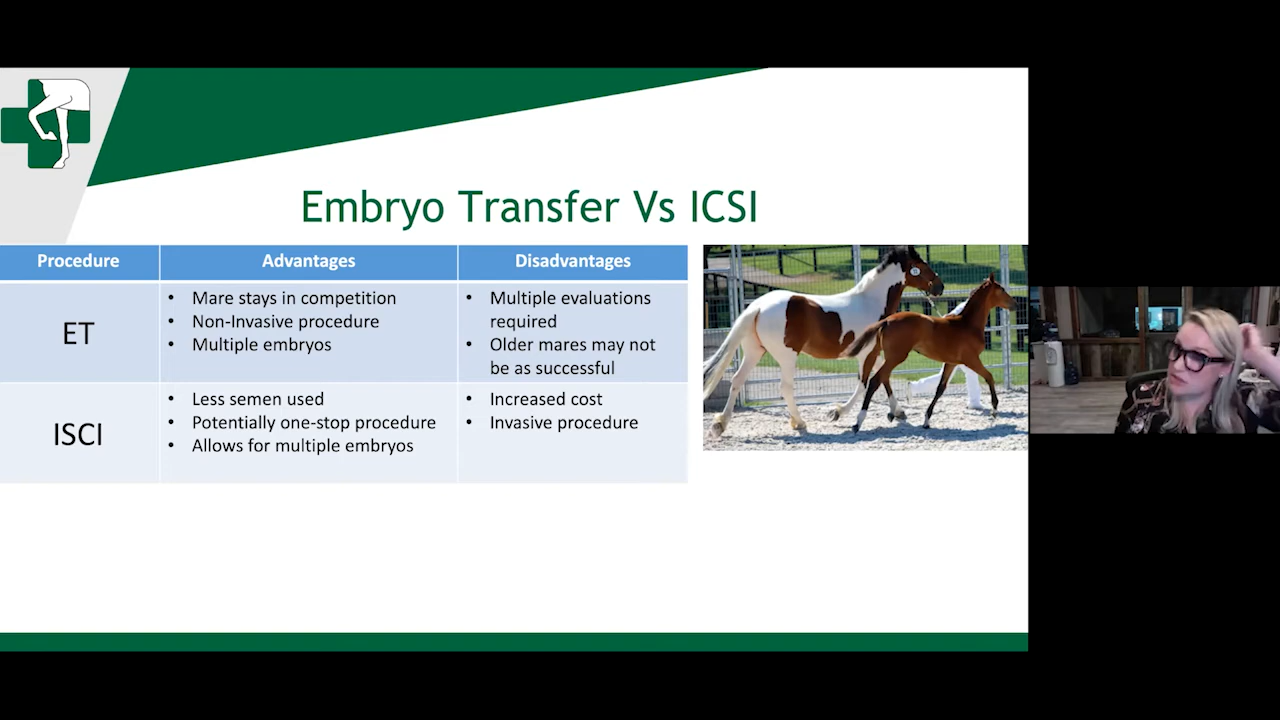 Embryo Transfer Vs ICSI
Procedure
Advantages
Disadvantages
ET
• Mare stays in competition
• Non-Invasive procedure
• Multiple embryos
• Multiple evaluations
required
• Older mares may not
be as successful
ISCI
• Less semen used
• Potentially one-stop procedure
• Allows for multiple embryos
• Increased cost
• Invasive procedure